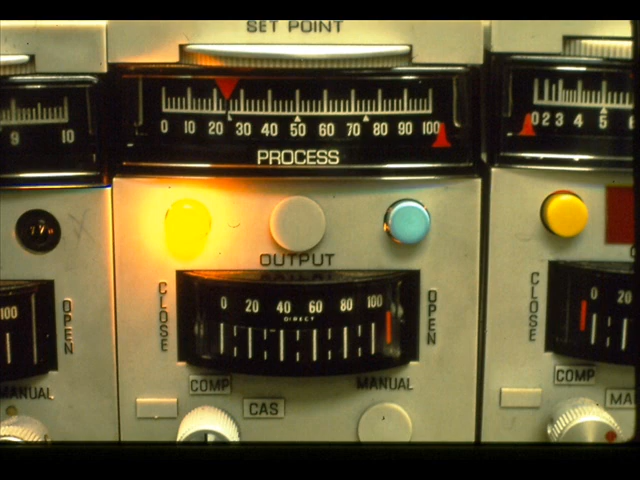 SET POINT
9 10
0 10 20 30 40 50 60 70 80 90 100
0 2 3 4 5
PROCESS
OUTPUT
CLOSE
0 20 40 60 80 100
DIRECT
OPEN
100
OPEN
CLOSE
0 20
MANUAL
COMP
MANUAL
CAS
COMP
MA